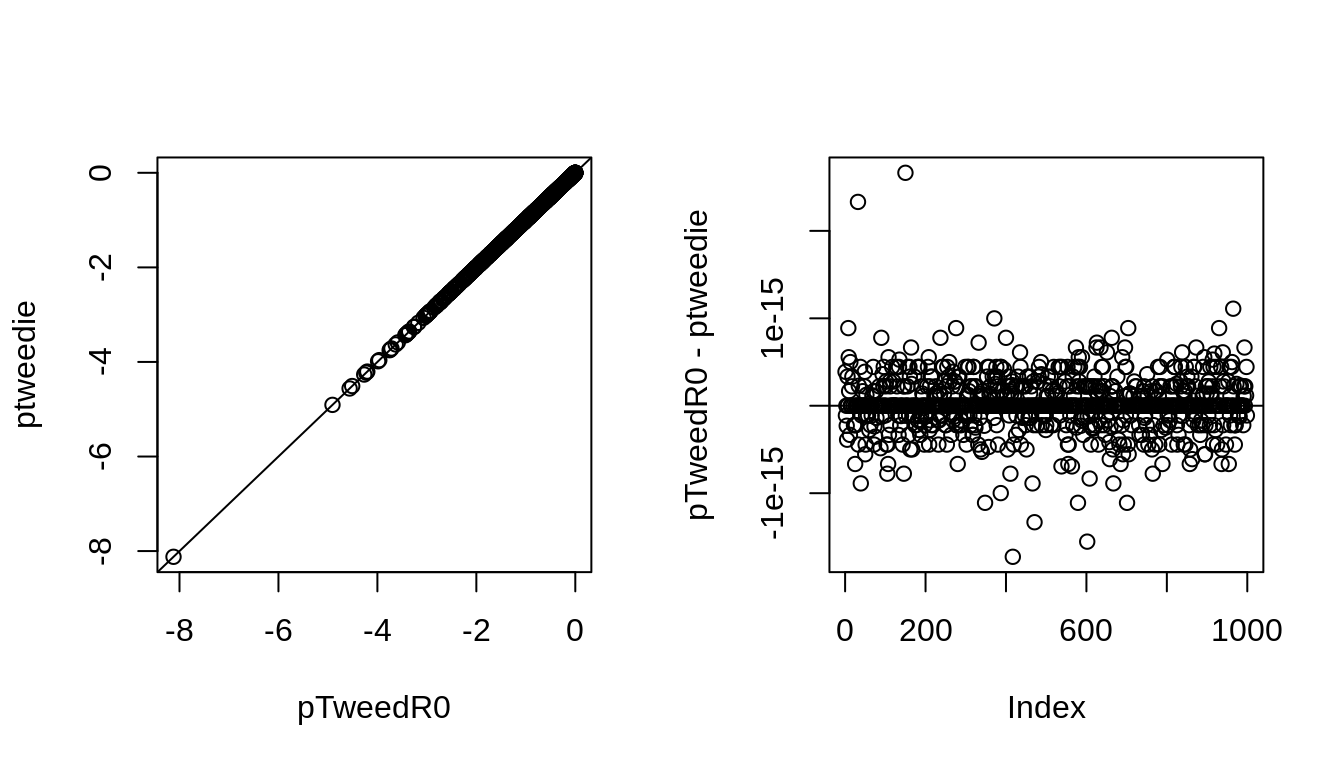 ptweedie
0
-2
-4
-6
-8
-8 -6 -4 -2 0
pTweedR0
pTweedR0 - ptweedie
1e-15
-1e-15
0 200 600 1000
Index